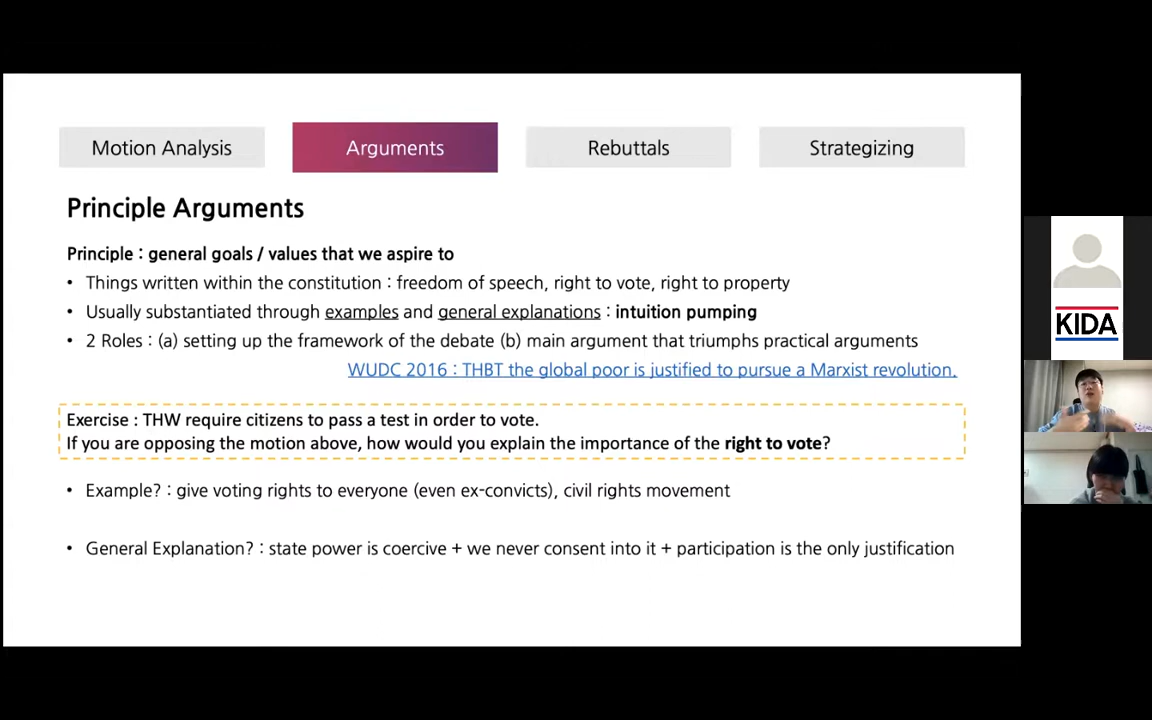 Motion Analysis
Arguments
Rebuttals
Strategizing
Principle Arguments
Principle : general goals / values that we aspire to
• Things written within the constitution : freedom of speech, right to vote, right to property
• Usually substantiated through examples and general explanations : intuition pumping
• 2 Roles : (a) setting up the framework of the debate (b) main argument that triumphs practical arguments
WUDC 2016 : THBT the global poor is justified to pursue a Marxist revolution.
Exercise : THW require citizens to pass a test in order to vote.
If you are opposing the motion above, how would you explain the importance of the right to vote?
• Example? : give voting rights to everyone (even ex-convicts), civil rights movement
• General Explanation? : state power is coercive + we never consent into it + participation is the only justification
KIDA